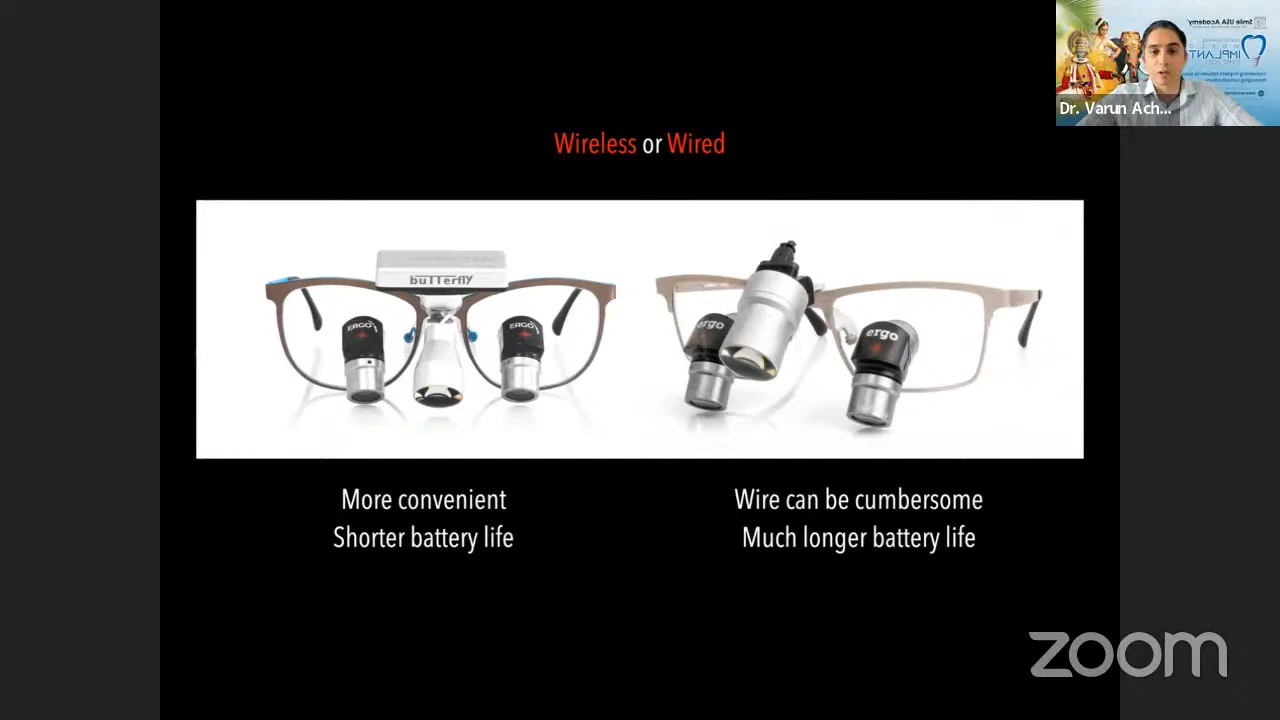 Smile USA Academy
IMPLANT
Dr. Varun Ach...
Wireless or Wired
butterfly
ERGO
ERGO
ergo
ergo
More convenient
Shorter battery life
Wire can be cumbersome
Much longer battery life
zoom